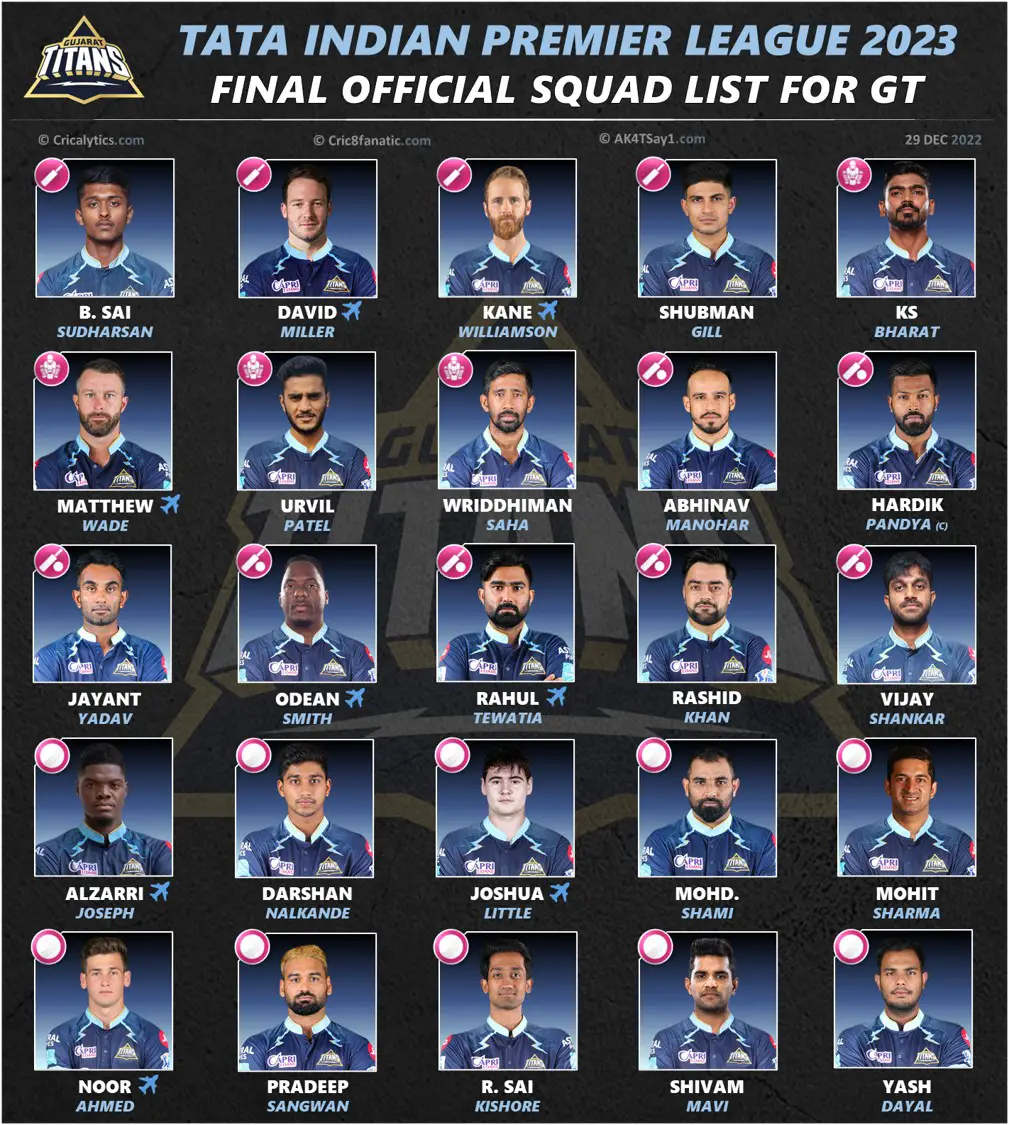 GUJARAT
TITANS
TATA INDIAN PREMIER LEAGUE 2023
FINAL OFFICIAL SQUAD LIST FOR GT
© Cricalytics.com © Cric8fanatic.com © AK4TSay1.com 29 DEC 2022
B. SAI
SUDHARSAN
DAVID
MILLER
KANE
WILLIAMSON
SHUBMAN
GILL
KS
BHARAT
MATTHEW
WADE
URVIL
PATEL
WRIDDHIMAN
SAHA
ABHINAV
MANOHAR
HARDIK
PANDYA (C)
JAYANT
YADAV
ODEAN
SMITH
RAHUL
TEWATIA
RASHID
KHAN
VIJAY
SHANKAR
ALZARRI
JOSEPH
DARSHAN
NALKANDE
JOSHUA
LITTLE
MOHD.
SHAMI
MOHIT
SHARMA
NOOR
AHMED
PRADEEP
SANGWAN
R. SAI
KISHORE
SHIVAM
MAVI
YASH
DAYAL